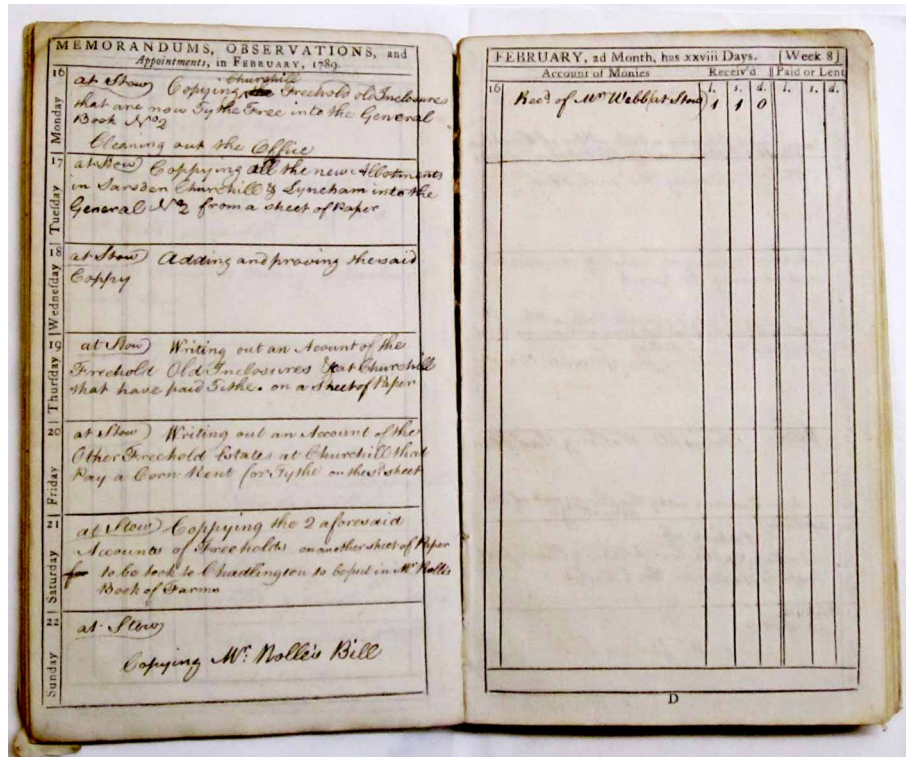 MEMORANDUMS, OBSERVATIONS, and
Appointments, in FEBRUARY, 1789.
16 Monday
at Stow) Copying Churchill Freehold old Inclosures
that are now Tythe Free into the General
Book No 2
Cleaning out the Office
17 Tuesday
at Stow) Coppying all the new Allotments
in Sarsden Churchill & Lyneham into the
General No 2 from a sheet of Paper
18 Wednesday
at Stow) Adding and proving the said
Coppy
19 Thursday
at Stow) Writing out an Acount of the
Freehold Old Inclosures at Churchill
that have paid Tithe. on a sheet of Paper
20 Friday
at Stow) Writing out an Account of the
Other Freehold Estates at Churchill that
Pay a Corn Rent for Tythe on the sd sheet
21 Saturday
at Stow) Coppying the 2 aforesaid
Accounts of Freeholds on another sheet of Paper
to be took to Chadlington to be put in Mr Rolle's
Book of Farms
22 Sunday
at Stow)
Copying Mr. Rolle's Bill
FEBRUARY, 2d Month, has xxviii Days. [Week 8]
Account of Monies Receiv'd Paid or Lent
l. s. d. l. s. d.
16 Recd of Mr Webb (at Stow) 1 1 0
D